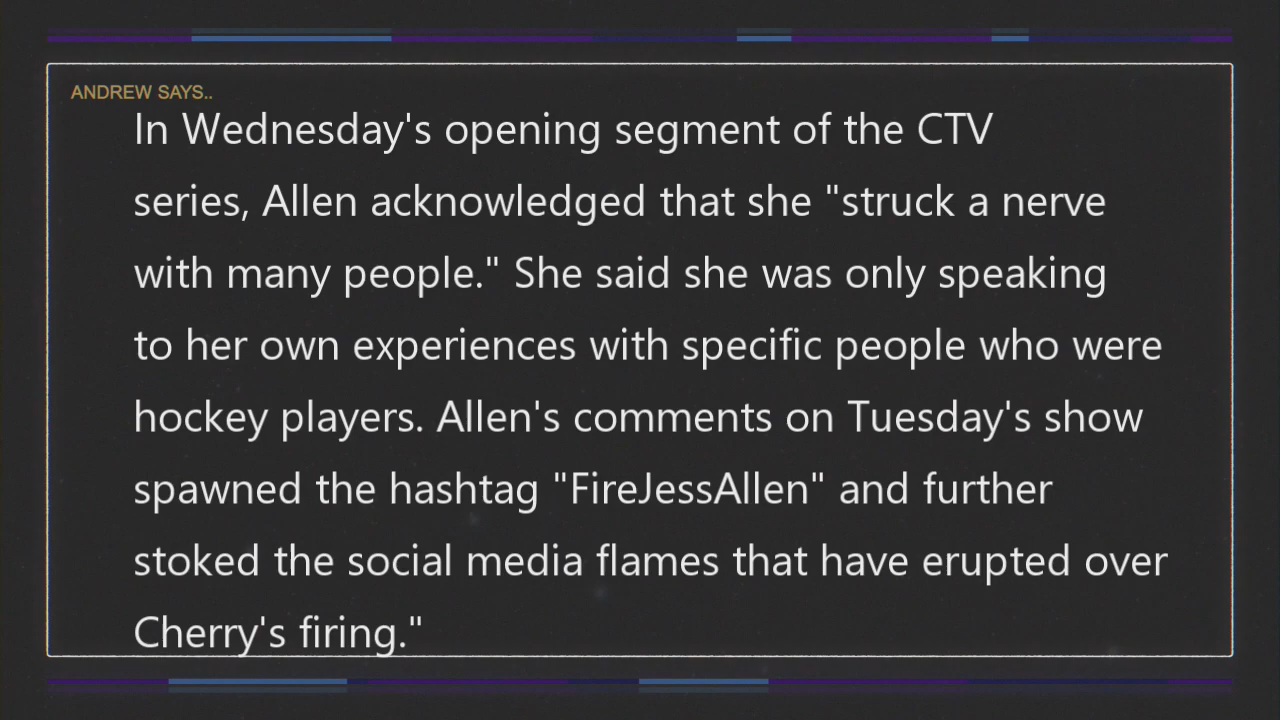 ANDREW SAYS..
In Wednesday's opening segment of the CTV
series, Allen acknowledged that she "struck a nerve
with many people." She said she was only speaking
to her own experiences with specific people who were
hockey players. Allen's comments on Tuesday's show
spawned the hashtag "FireJessAllen" and further
stoked the social media flames that have erupted over
Cherry's firing."